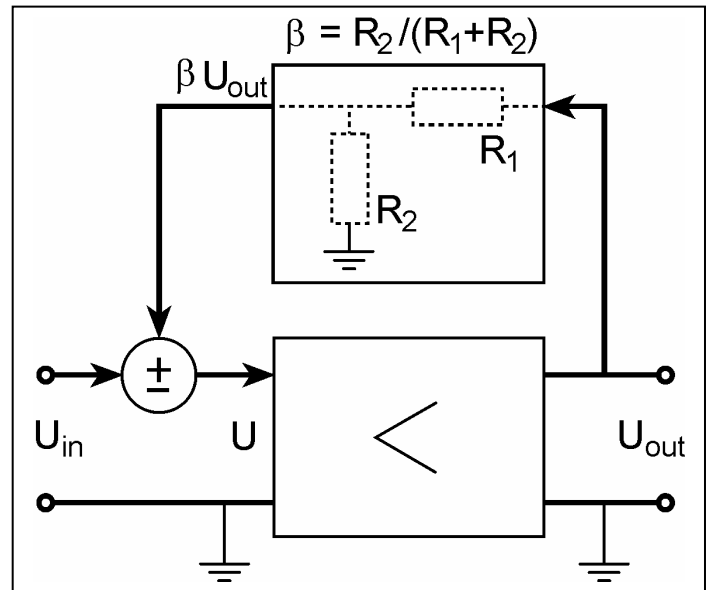 β = R₂/(R₁+R₂)
β Uout
R₁
R₂
±
Uin
U
<
Uout